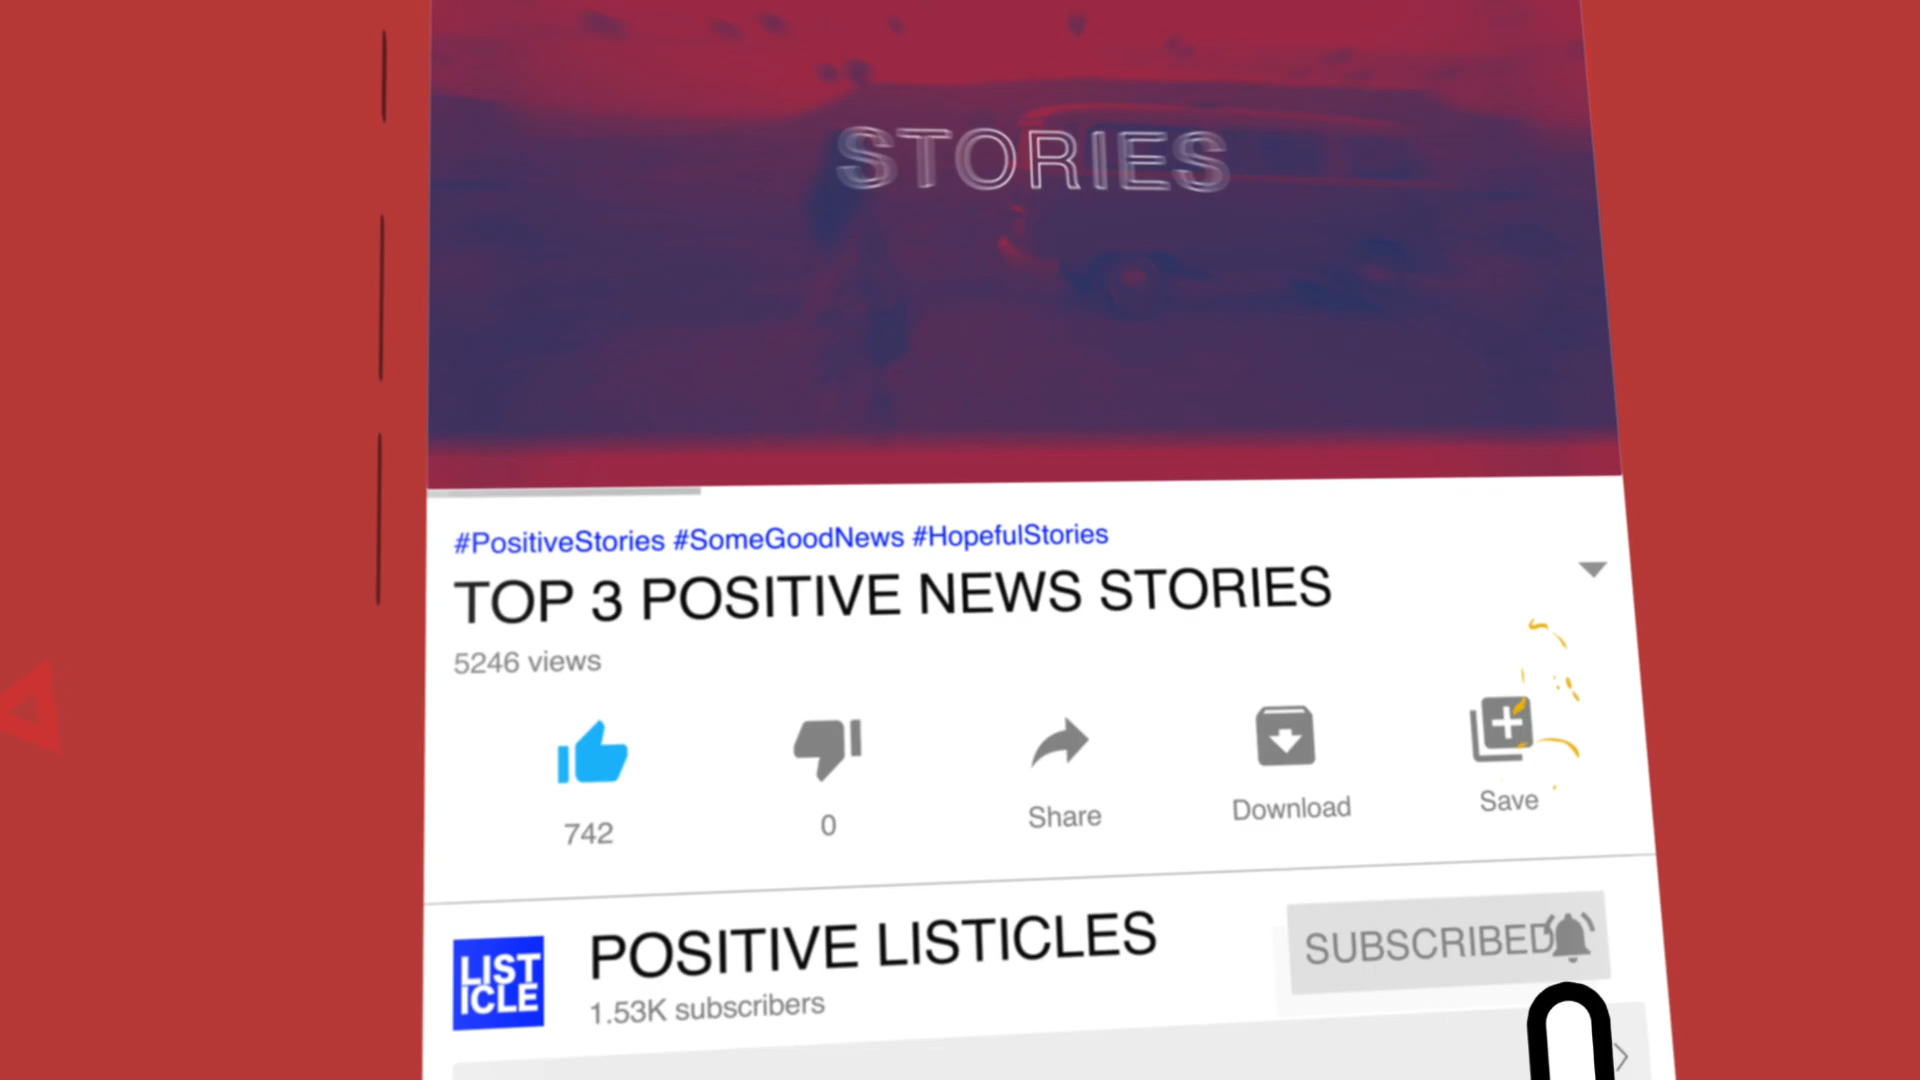 STORIES
#PositiveStories #SomeGoodNews #HopefulStories
TOP 3 POSITIVE NEWS STORIES
5246 views
742
0
Share
Download
Save
LIST
ICLE
POSITIVE LISTICLES
1.53K subscribers
SUBSCRIBED